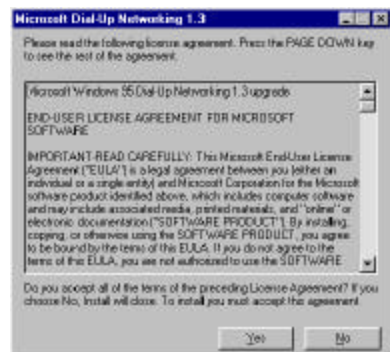 Microsoft Dial-Up Networking 1.3
Please read the following license agreement. Press the PAGE DOWN key
to see the rest of the agreement.
Microsoft Windows 95 Dial-Up Networking 1.3 upgrade
END-USER LICENSE AGREEMENT FOR MICROSOFT
SOFTWARE
IMPORTANT-READ CAREFULLY: This Microsoft End-User License
Agreement ("EULA") is a legal agreement between you (either an
individual or a single entity) and Microsoft Corporation for the Microsoft
software product identified above, which includes computer software
and may include associated media, printed materials, and "online" or
electronic documentation ("SOFTWARE PRODUCT"). By installing,
copying, or otherwise using the SOFTWARE PRODUCT, you agree
to be bound by the terms of this EULA. If you do not agree to the
terms of this EULA, you are not authorized to use the SOFTWARE
Do you accept all of the terms of the preceding License Agreement? If you
choose No, Install will close. To install you must accept this agreement.
Yes No